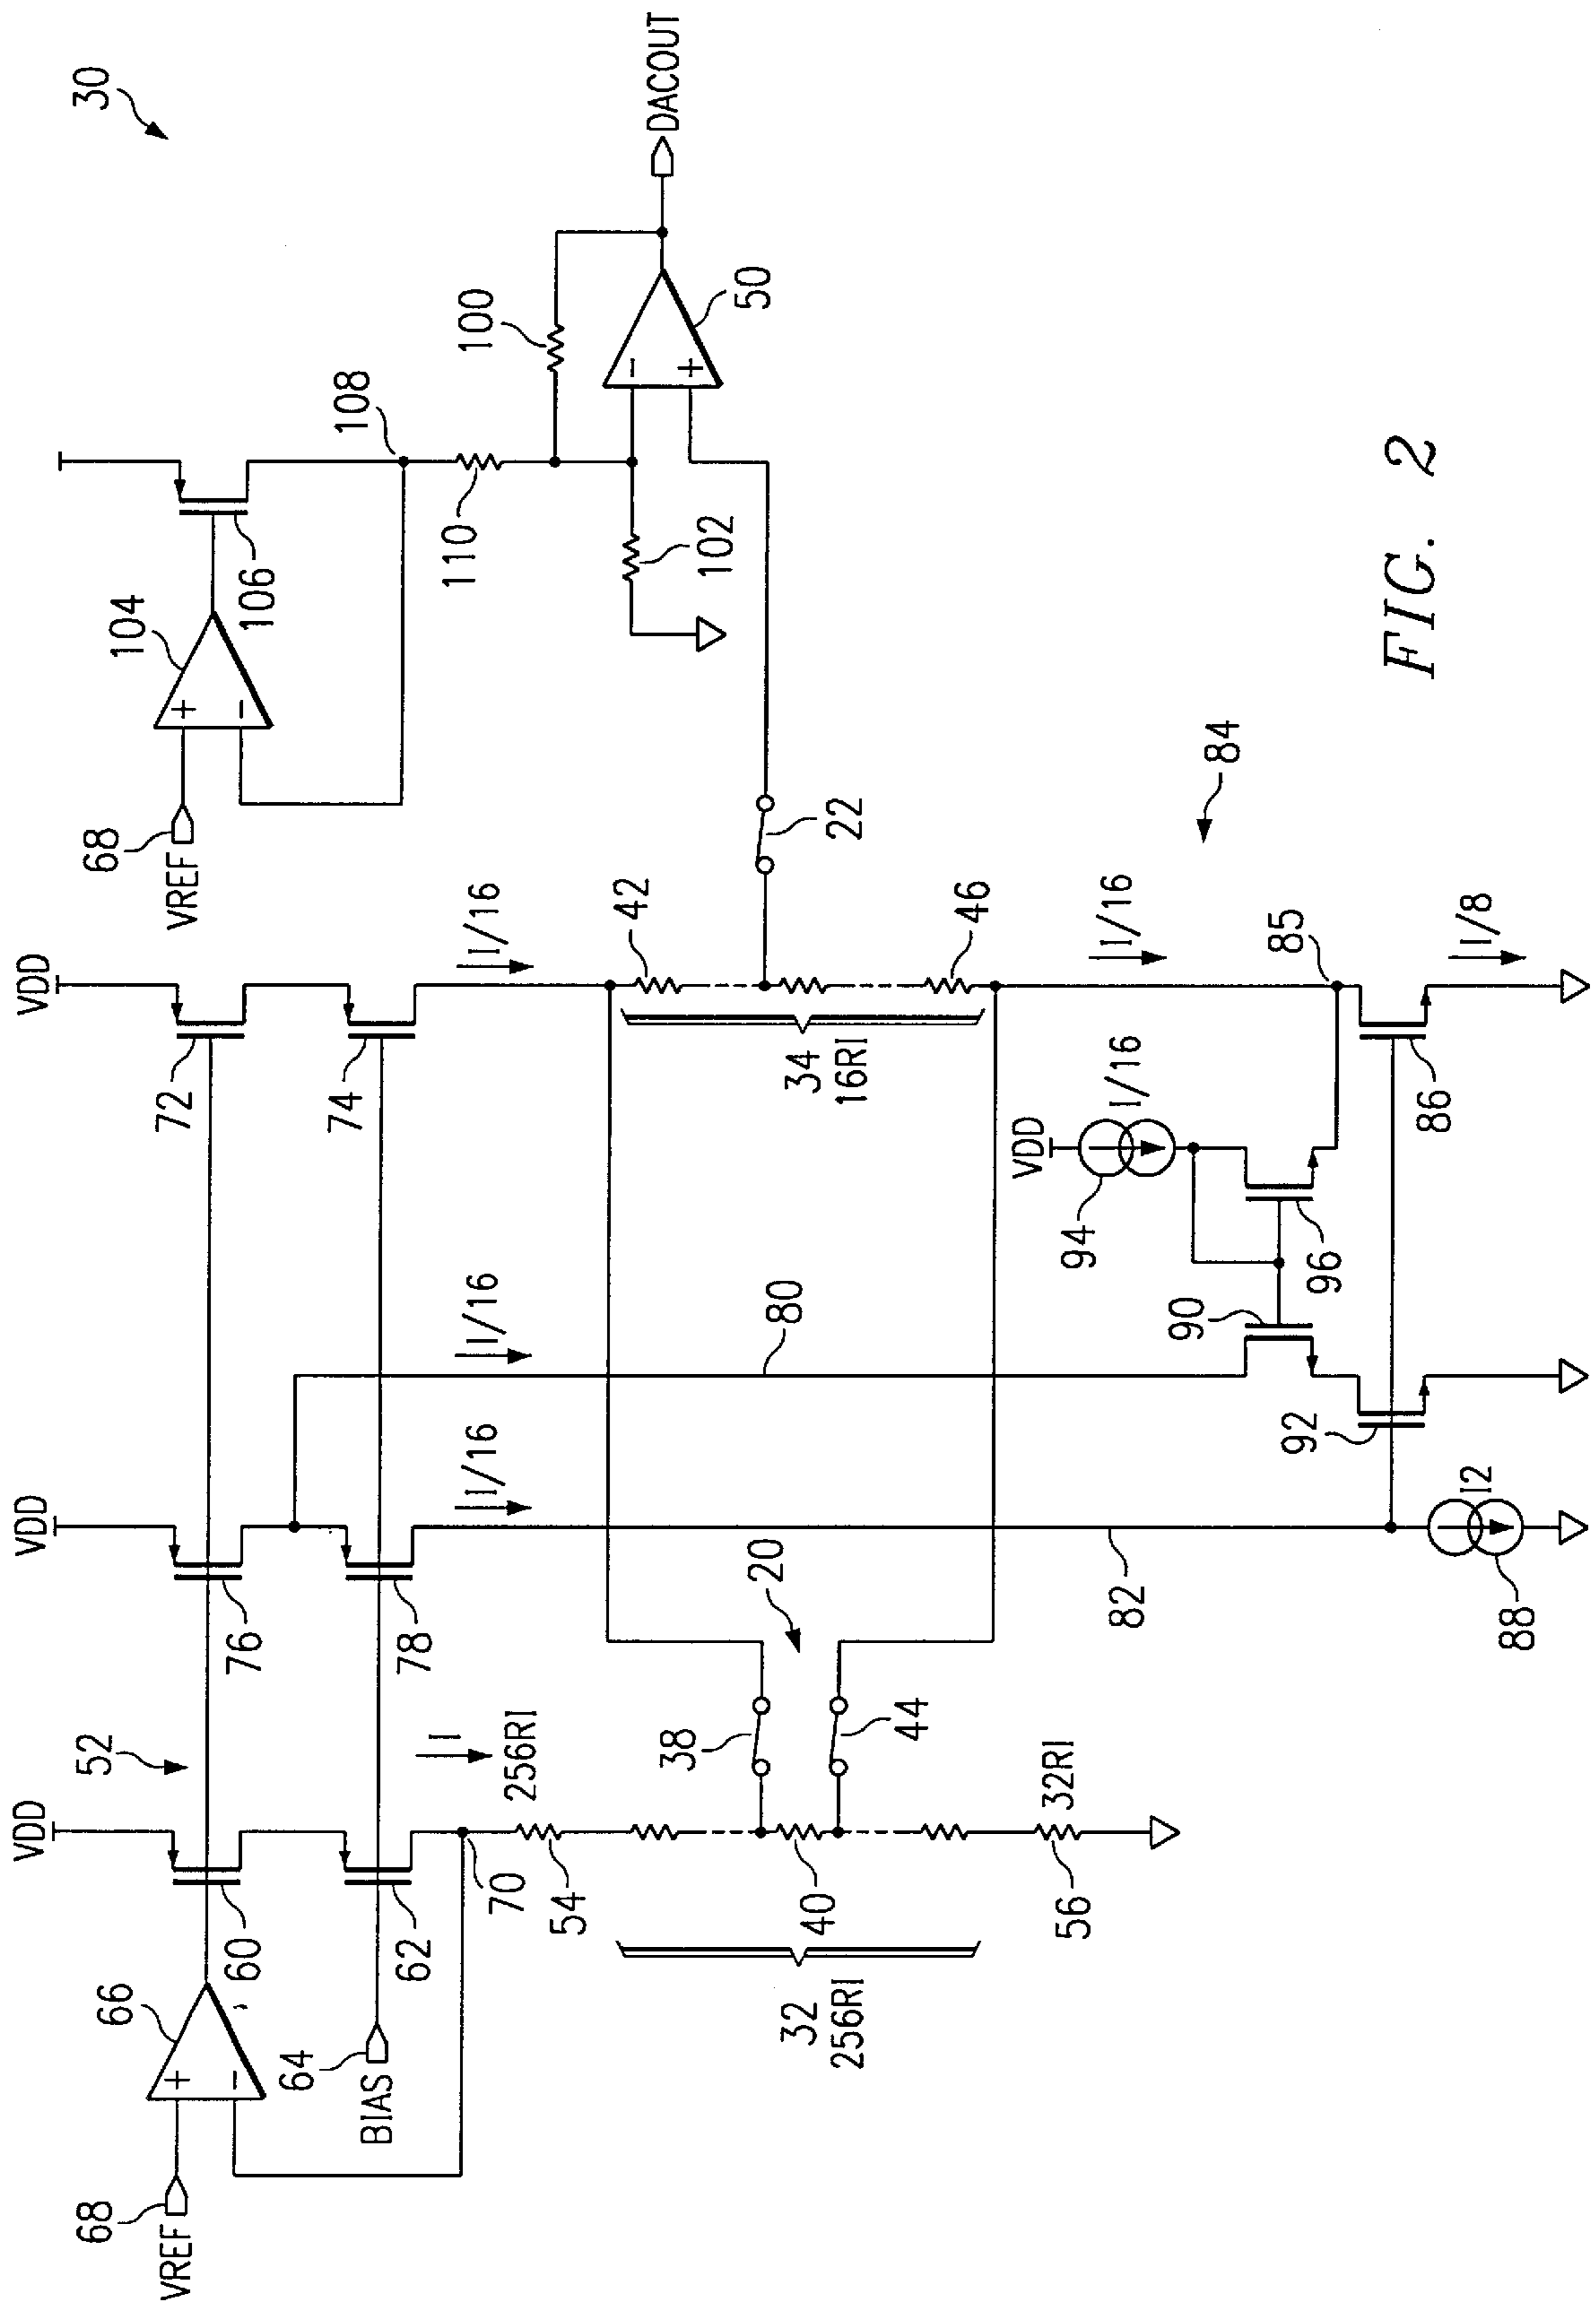 30
VREF
68
66
60
52
VDD
76
VDD
72
VDD
VREF
68
104
106
108
110
100
102
50
DACOUT
BIAS
64
62
70
78
74
I
I/16
I/16
I/16
54
256RI
32
256RI
40
38
44
20
56
32RI
80
82
42
34
16RI
46
22
I/16
84
85
VDD
94
I/16
90
96
92
86
88
I2
I/8
FIG. 2